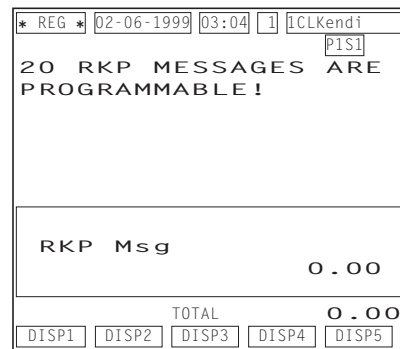 * REG * 02-06-1999 03:04 1 1CLKendi
P1S1
20 RKP MESSAGES ARE
PROGRAMMABLE!
RKP Msg
0.00
TOTAL 0.00
DISP1 DISP2 DISP3 DISP4 DISP5